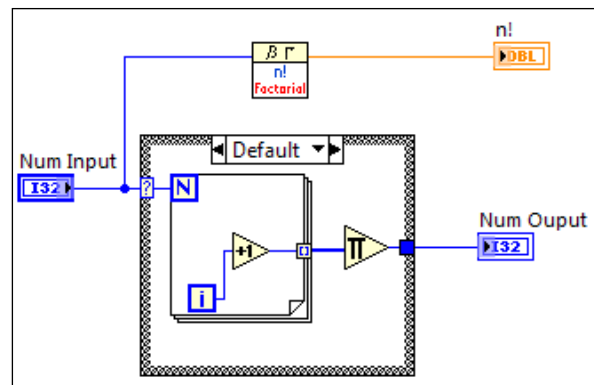 n!
β Γ
n!
Factorial
DBL
Default
Num Input
I32
?
N
+1
[]
Π
i
Num Ouput
I32